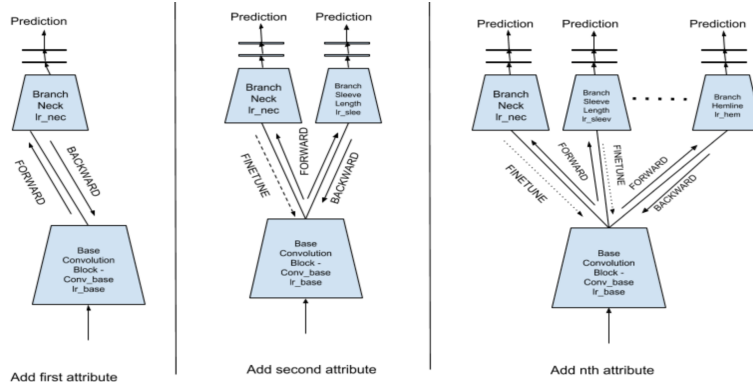 Prediction
Branch
Neck
lr_nec
FORWARD
BACKWARD
Base
Convolution
Block -
Conv_base
lr_base
Add first attribute
Prediction
Prediction
Branch
Neck
lr_nec
Branch
Sleeve
Length
lr_slee
FINETUNE
FORWARD
BACKWARD
Base
Convolution
Block -
Conv_base
lr_base
Add second attribute
Prediction
Prediction
Prediction
Branch
Neck
lr_nec
Branch
Sleeve
Length
lr_sleev
Branch
Hemline
lr_hem
FINETUNE
FORWARD
FINETUNE
FORWARD
BACKWARD
Base
Convolution
Block -
Conv_base
lr_base
Add nth attribute